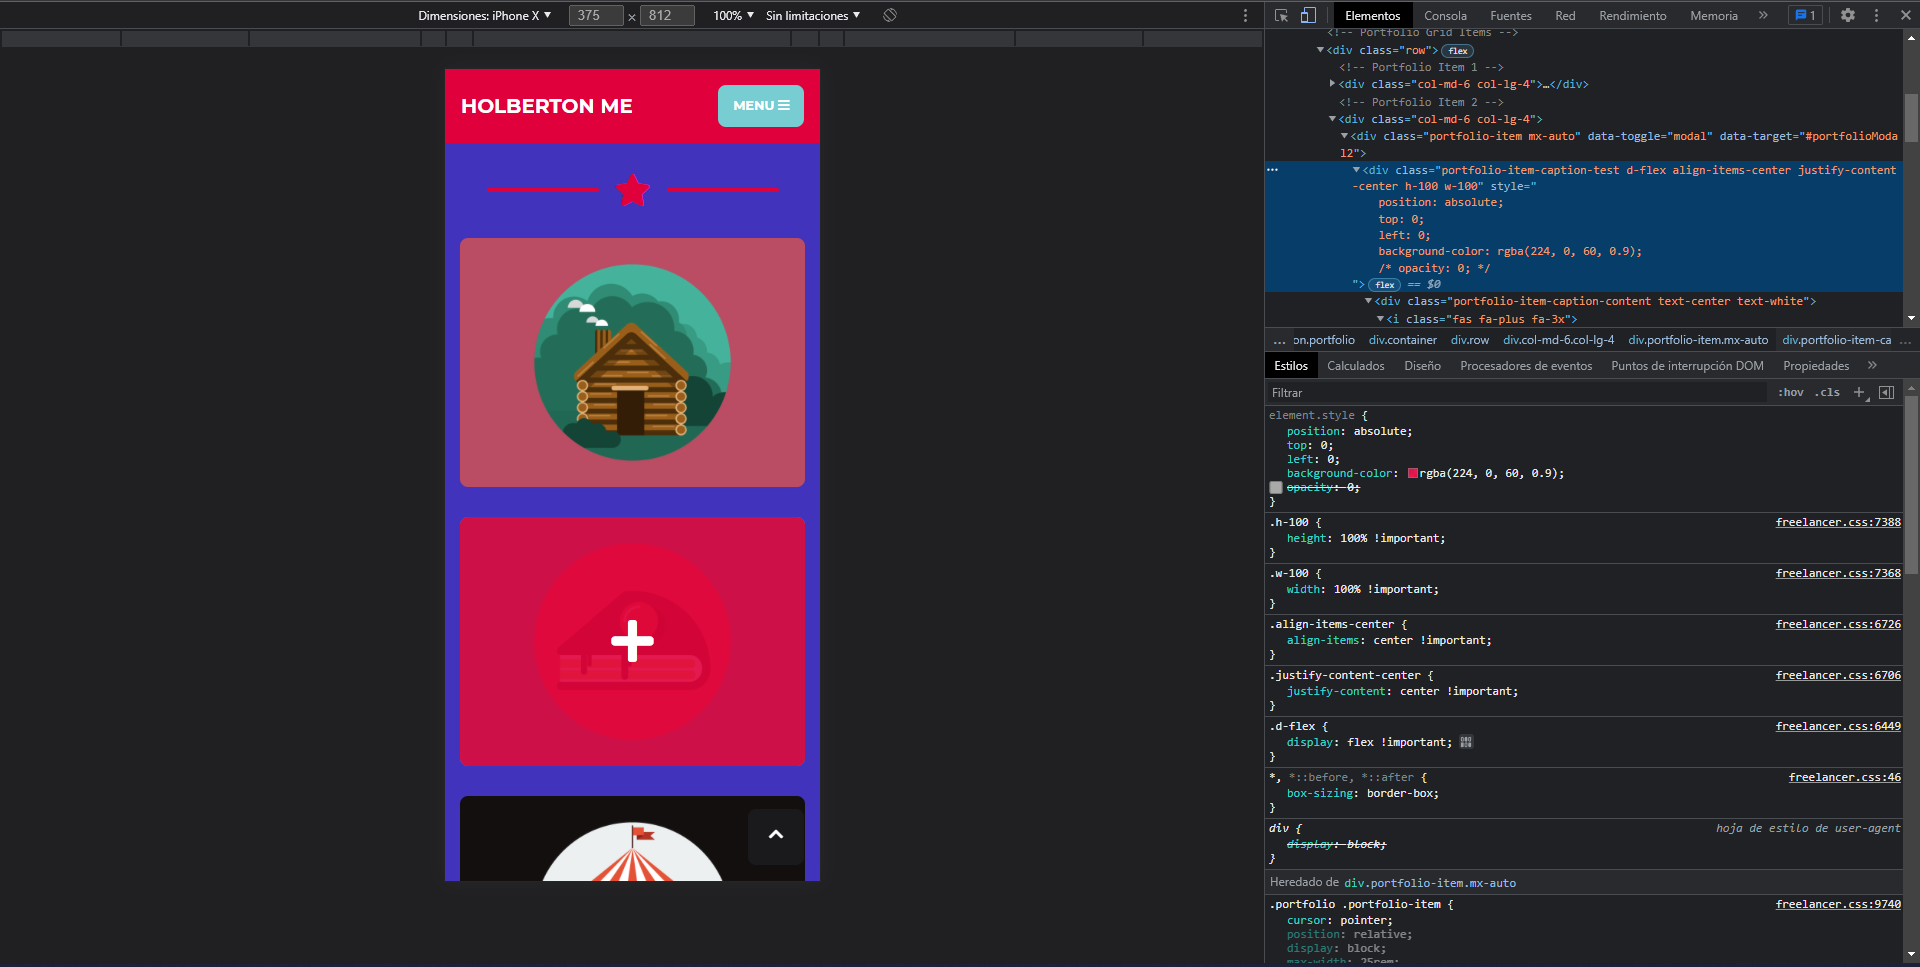 Dimensiones: iPhone X ▼ 375 × 812 100% ▼ Sin limitaciones ▼
Elementos Consola Fuentes Red Rendimiento Memoria » 1
HOLBERTON ME
MENU
<!-- Portfolio Grid Items -->
▼<div class="row"> flex
<!-- Portfolio Item 1 -->
▶<div class="col-md-6 col-lg-4">…</div>
<!-- Portfolio Item 2 -->
▼<div class="col-md-6 col-lg-4">
▼<div class="portfolio-item mx-auto" data-toggle="modal" data-target="#portfolioModa
l2">
▼<div class="portfolio-item-caption-test d-flex align-items-center justify-content
-center h-100 w-100" style="
position: absolute;
top: 0;
left: 0;
background-color: rgba(224, 0, 60, 0.9);
/* opacity: 0; */
"> flex == $0
▼<div class="portfolio-item-caption-content text-center text-white">
▼<i class="fas fa-plus fa-3x">
… on.portfolio div.container div.row div.col-md-6.col-lg-4 div.portfolio-item.mx-auto div.portfolio-item-ca …
Estilos Calculados Diseño Procesadores de eventos Puntos de interrupción DOM Propiedades »
Filtrar :hov .cls +
element.style {
position: absolute;
top: 0;
left: 0;
background-color: rgba(224, 0, 60, 0.9);
opacity: 0;
}
.h-100 { freelancer.css:7388
height: 100% !important;
}
.w-100 { freelancer.css:7368
width: 100% !important;
}
.align-items-center { freelancer.css:6726
align-items: center !important;
}
.justify-content-center { freelancer.css:6706
justify-content: center !important;
}
.d-flex { freelancer.css:6449
display: flex !important;
}
*, *::before, *::after { freelancer.css:46
box-sizing: border-box;
}
div { hoja de estilo de user-agent
display: block;
}
Heredado de div.portfolio-item.mx-auto
.portfolio .portfolio-item { freelancer.css:9740
cursor: pointer;
position: relative;
display: block;
max-width: 25rem;